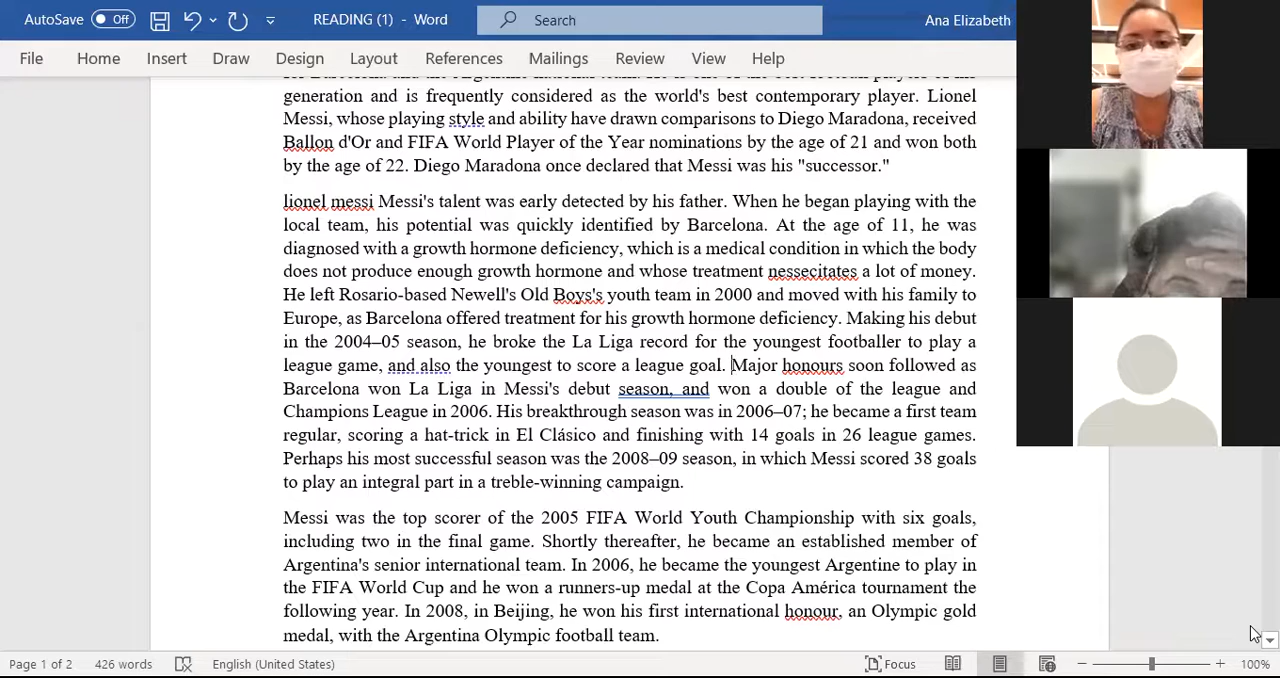 AutoSave Off READING (1) - Word Search Ana Elizabeth
File Home Insert Draw Design Layout References Mailings Review View Help
for Barcelona and the Argentine national team. He is one of the best football players of his
generation and is frequently considered as the world's best contemporary player. Lionel
Messi, whose playing style and ability have drawn comparisons to Diego Maradona, received
Ballon d'Or and FIFA World Player of the Year nominations by the age of 21 and won both
by the age of 22. Diego Maradona once declared that Messi was his "successor."
lionel messi Messi's talent was early detected by his father. When he began playing with the
local team, his potential was quickly identified by Barcelona. At the age of 11, he was
diagnosed with a growth hormone deficiency, which is a medical condition in which the body
does not produce enough growth hormone and whose treatment nessecitates a lot of money.
He left Rosario-based Newell's Old Boys's youth team in 2000 and moved with his family to
Europe, as Barcelona offered treatment for his growth hormone deficiency. Making his debut
in the 2004–05 season, he broke the La Liga record for the youngest footballer to play a
league game, and also the youngest to score a league goal. Major honours soon followed as
Barcelona won La Liga in Messi's debut season, and won a double of the league and
Champions League in 2006. His breakthrough season was in 2006–07; he became a first team
regular, scoring a hat-trick in El Clásico and finishing with 14 goals in 26 league games.
Perhaps his most successful season was the 2008–09 season, in which Messi scored 38 goals
to play an integral part in a treble-winning campaign.
Messi was the top scorer of the 2005 FIFA World Youth Championship with six goals,
including two in the final game. Shortly thereafter, he became an established member of
Argentina's senior international team. In 2006, he became the youngest Argentine to play in
the FIFA World Cup and he won a runners-up medal at the Copa América tournament the
following year. In 2008, in Beijing, he won his first international honour, an Olympic gold
medal, with the Argentina Olympic football team.
Page 1 of 2 426 words English (United States) Focus 100%